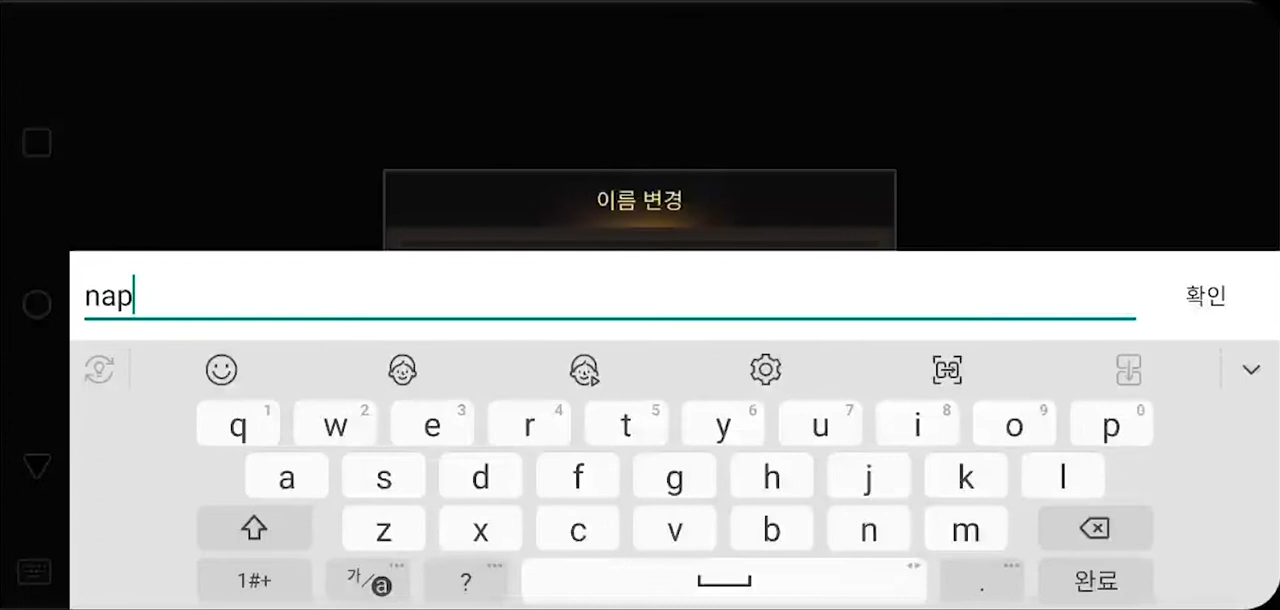 이름 변경
nap
확인
q 1 w 2 e 3 r 4 t 5 y 6 u 7 i 8 o 9 p 0
a s d f g h j k l
z x c v b n m
1#+ 가/a ? . 완료